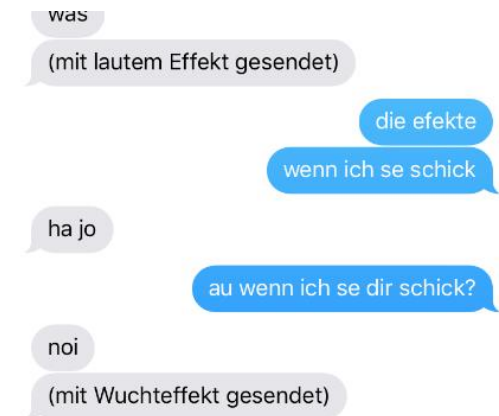 was
(mit lautem Effekt gesendet)
die efekte
wenn ich se schick
ha jo
au wenn ich se dir schick?
noi
(mit Wuchteffekt gesendet)